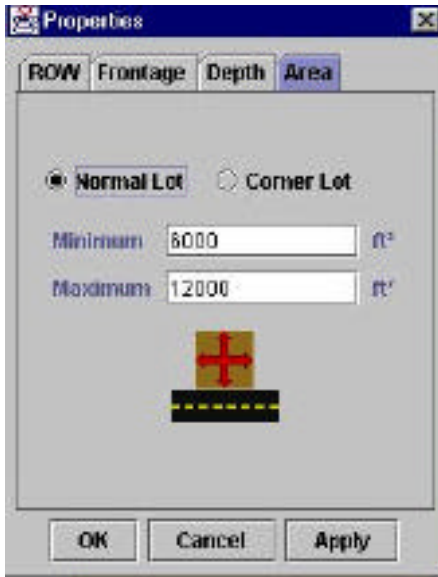 Properties
ROW Frontage Depth Area
Normal Lot Corner Lot
Minimum 6000 ft²
Maximum 12000 ft²
OK Cancel Apply